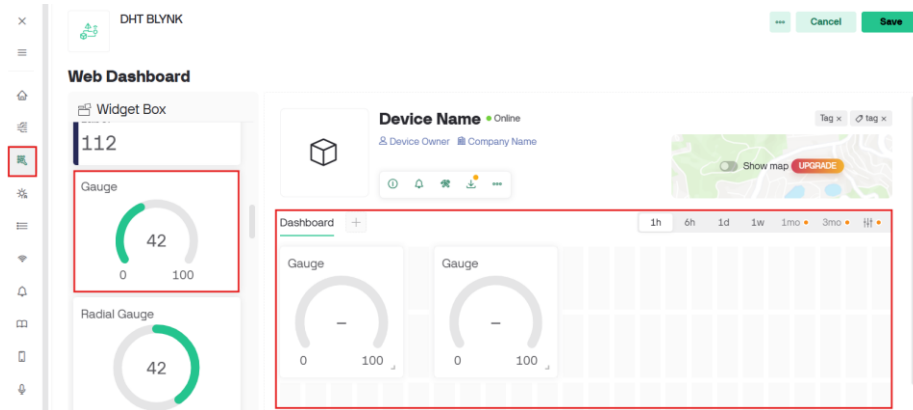 DHT BLYNK
Cancel
Save
Web Dashboard
Widget Box
112
Gauge
42
0 100
Radial Gauge
42
Device Name Online
Device Owner Company Name
Tag × tag ×
Show map UPGRADE
Dashboard +
1h 6h 1d 1w 1mo 3mo
Gauge
–
0 100
Gauge
–
0 100